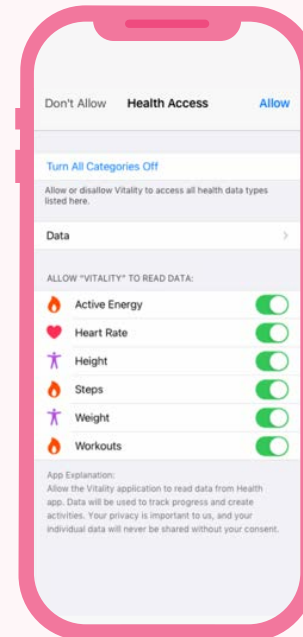 Don't Allow Health Access Allow
Turn All Categories Off
Allow or disallow Vitality to access all health data types
listed here.
Data
ALLOW "VITALITY" TO READ DATA:
Active Energy
Heart Rate
Height
Steps
Weight
Workouts
App Explanation:
Allow the Vitality application to read data from Health
app. Data will be used to track progress and create
activities. Your privacy is important to us, and your
individual data will never be shared without your consent.